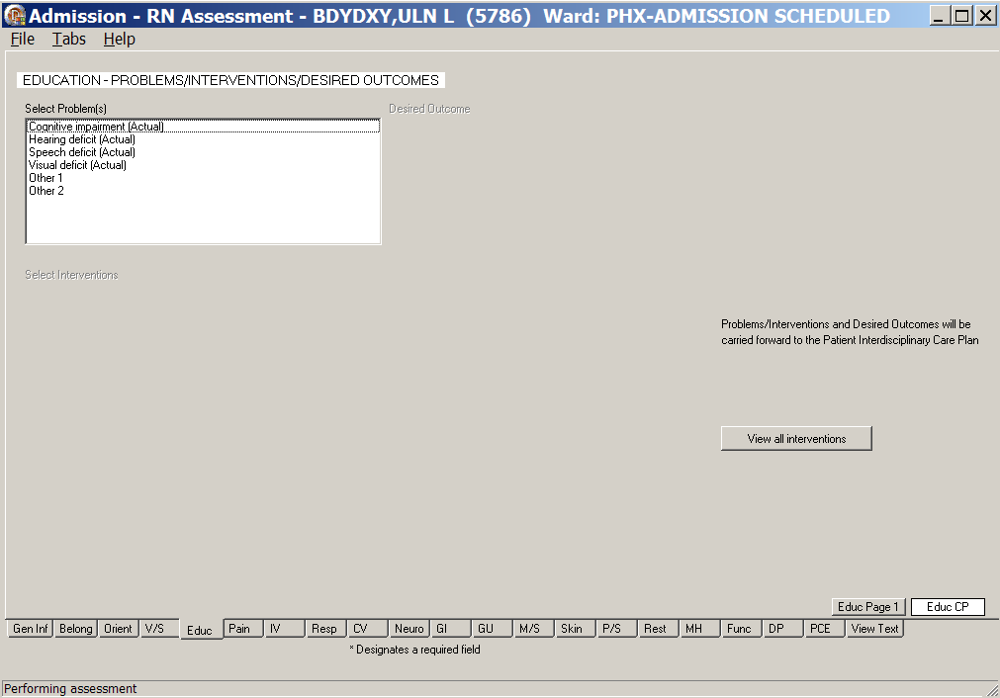 Admission - RN Assessment - BDYDXY,ULN L (5786) Ward: PHX-ADMISSION SCHEDULED
File Tabs Help
EDUCATION - PROBLEMS/INTERVENTIONS/DESIRED OUTCOMES
Select Problem(s)
Desired Outcome
Cognitive impairment (Actual)
Hearing deficit (Actual)
Speech deficit (Actual)
Visual deficit (Actual)
Other 1
Other 2
Select Interventions
Problems/Interventions and Desired Outcomes will be
carried forward to the Patient Interdisciplinary Care Plan
View all interventions
Educ Page 1 Educ CP
Gen Inf Belong Orient V/S Educ Pain IV Resp CV Neuro GI GU M/S Skin P/S Rest MH Func DP PCE View Text
* Designates a required field
Performing assessment